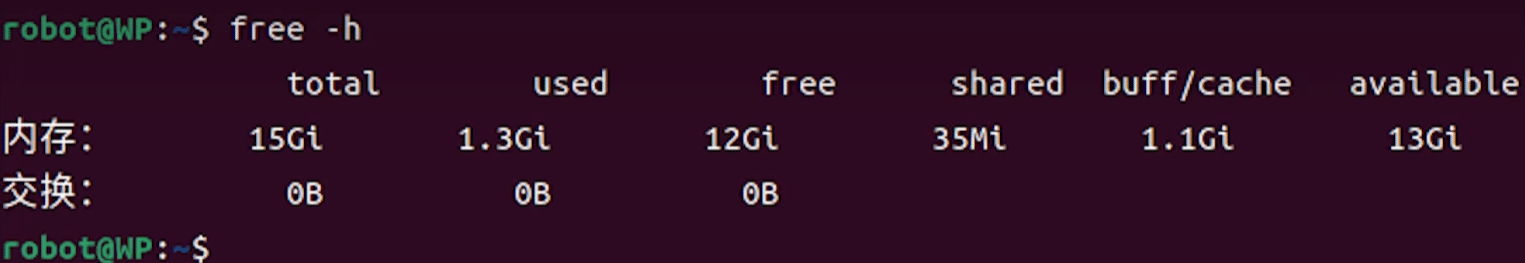 robot@WP:~$ free -h
total used free shared buff/cache available
内存： 15Gi 1.3Gi 12Gi 35Mi 1.1Gi 13Gi
交换： 0B 0B 0B
robot@WP:~$